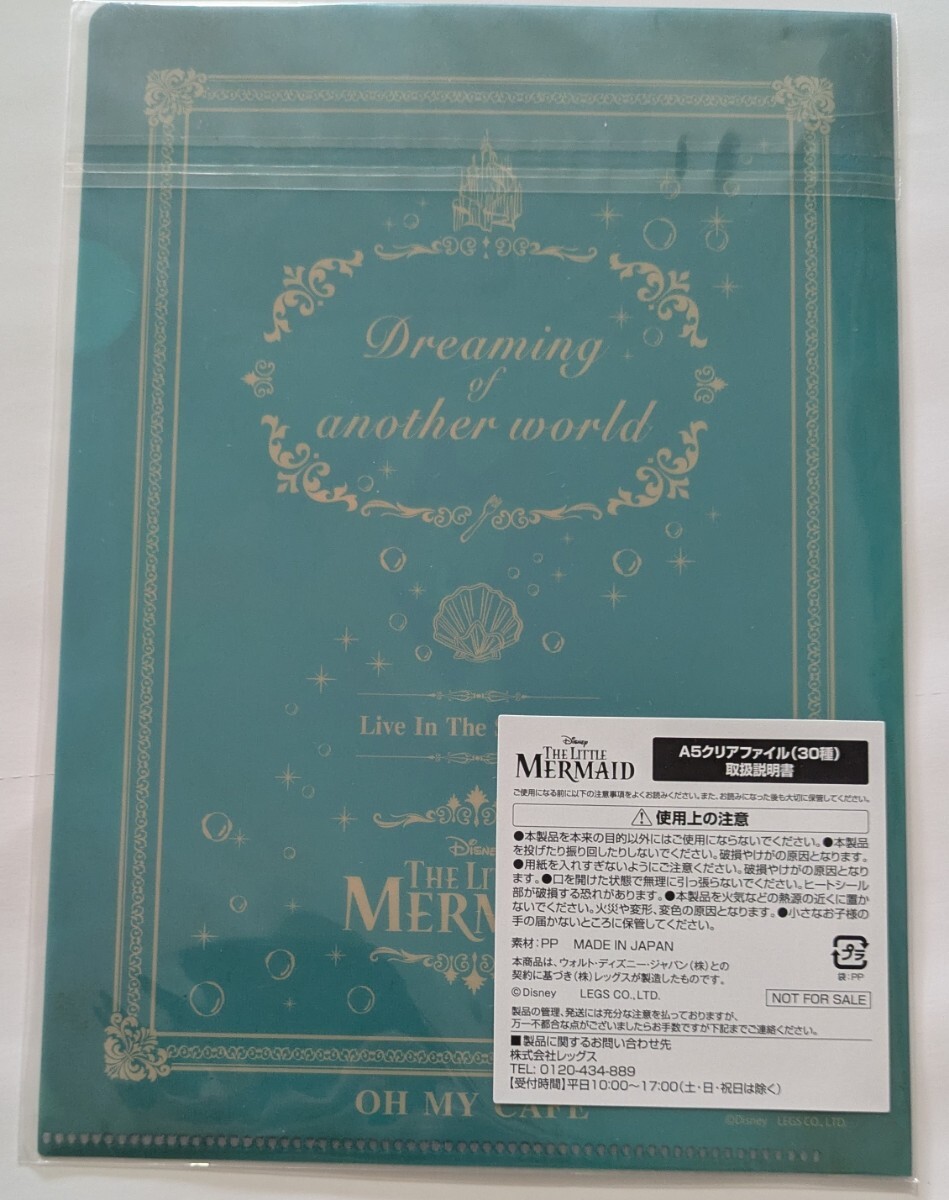 Dreaming
of
another world
Live In The
Disney
THE LITTLE
MERMAID
A5クリアファイル(30種)
取扱説明書
ご使用になる前に以下の注意事項をよくお読みください。また、お読みになった後も大切に保管してください。
⚠ 使用上の注意
●本製品を本来の目的以外にはご使用にならないでください。●本製品
を投げたり振り回したりしないでください。破損やけがの原因となります。
●用紙を入れすぎないようにご注意ください。破損やけがの原因となり
ます。●口を開けた状態で無理に引っ張らないでください。ヒートシール
部が破損する恐れがあります。●本製品を火気などの熱源の近くに置か
ないでください。火災や変形、変色の原因となります。●小さなお子様の
手の届かないところに保管してください。
素材:PP MADE IN JAPAN
プラ
袋:PP
本商品は、ウォルト・ディズニー・ジャパン(株)との
契約に基づき(株)レッグスが製造したものです。
©Disney LEGS CO.,LTD.
NOT FOR SALE
製品の管理、発送には充分な注意を払っておりますが、
万一不都合な点がございましたらお手数ですが下記までご連絡ください。
■製品に関するお問い合わせ先
株式会社レッグス
TEL: 0120-434-889
【受付時間】平日10:00～17:00(土・日・祝日は除く)
Disney
THE
MERM
OH MY CAFE
©Disney LEGS CO., LTD.